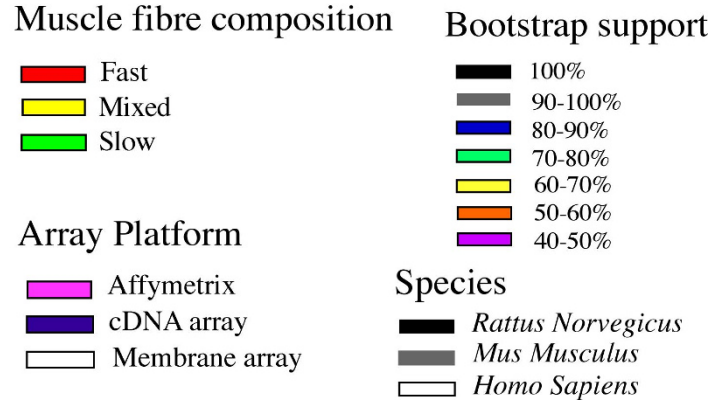 Muscle fibre composition
Fast
Mixed
Slow
Bootstrap support
100%
90-100%
80-90%
70-80%
60-70%
50-60%
40-50%
Array Platform
Affymetrix
cDNA array
Membrane array
Species
Rattus Norvegicus
Mus Musculus
Homo Sapiens